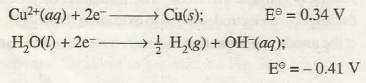 Cu²⁺(aq) + 2e⁻ ⟶ Cu(s); E⊖ = 0.34 V
H₂O(l) + 2e⁻ ⟶ ½ H₂(g) + OH⁻(aq);
E⊖ = – 0.41 V